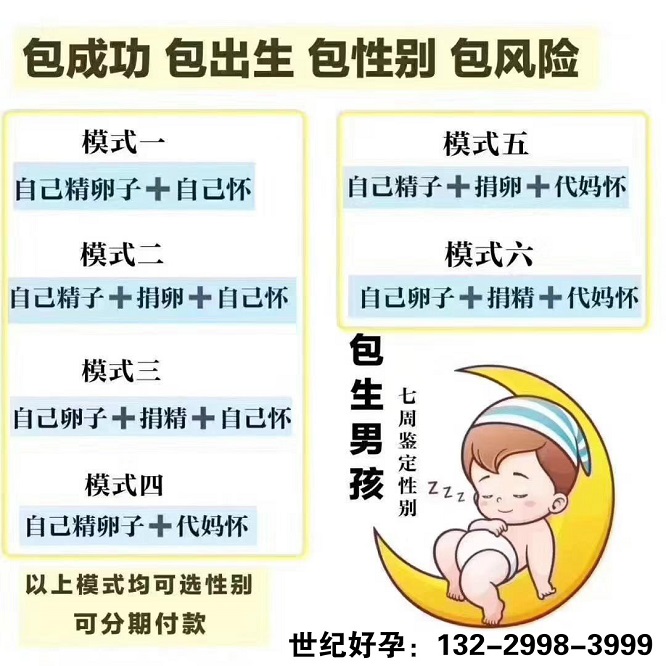 包成功 包出生 包性别 包风险
模式一
自己精卵子+自己怀
模式二
自己精子+捐卵+自己怀
模式三
自己卵子+捐精+自己怀
模式四
自己精卵子+代妈怀
以上模式均可选性别
可分期付款
模式五
自己精子+捐卵+代妈怀
模式六
自己卵子+捐精+代妈怀
包生男孩
七周鉴定性别
zzz
世纪好孕：132-2998-3999